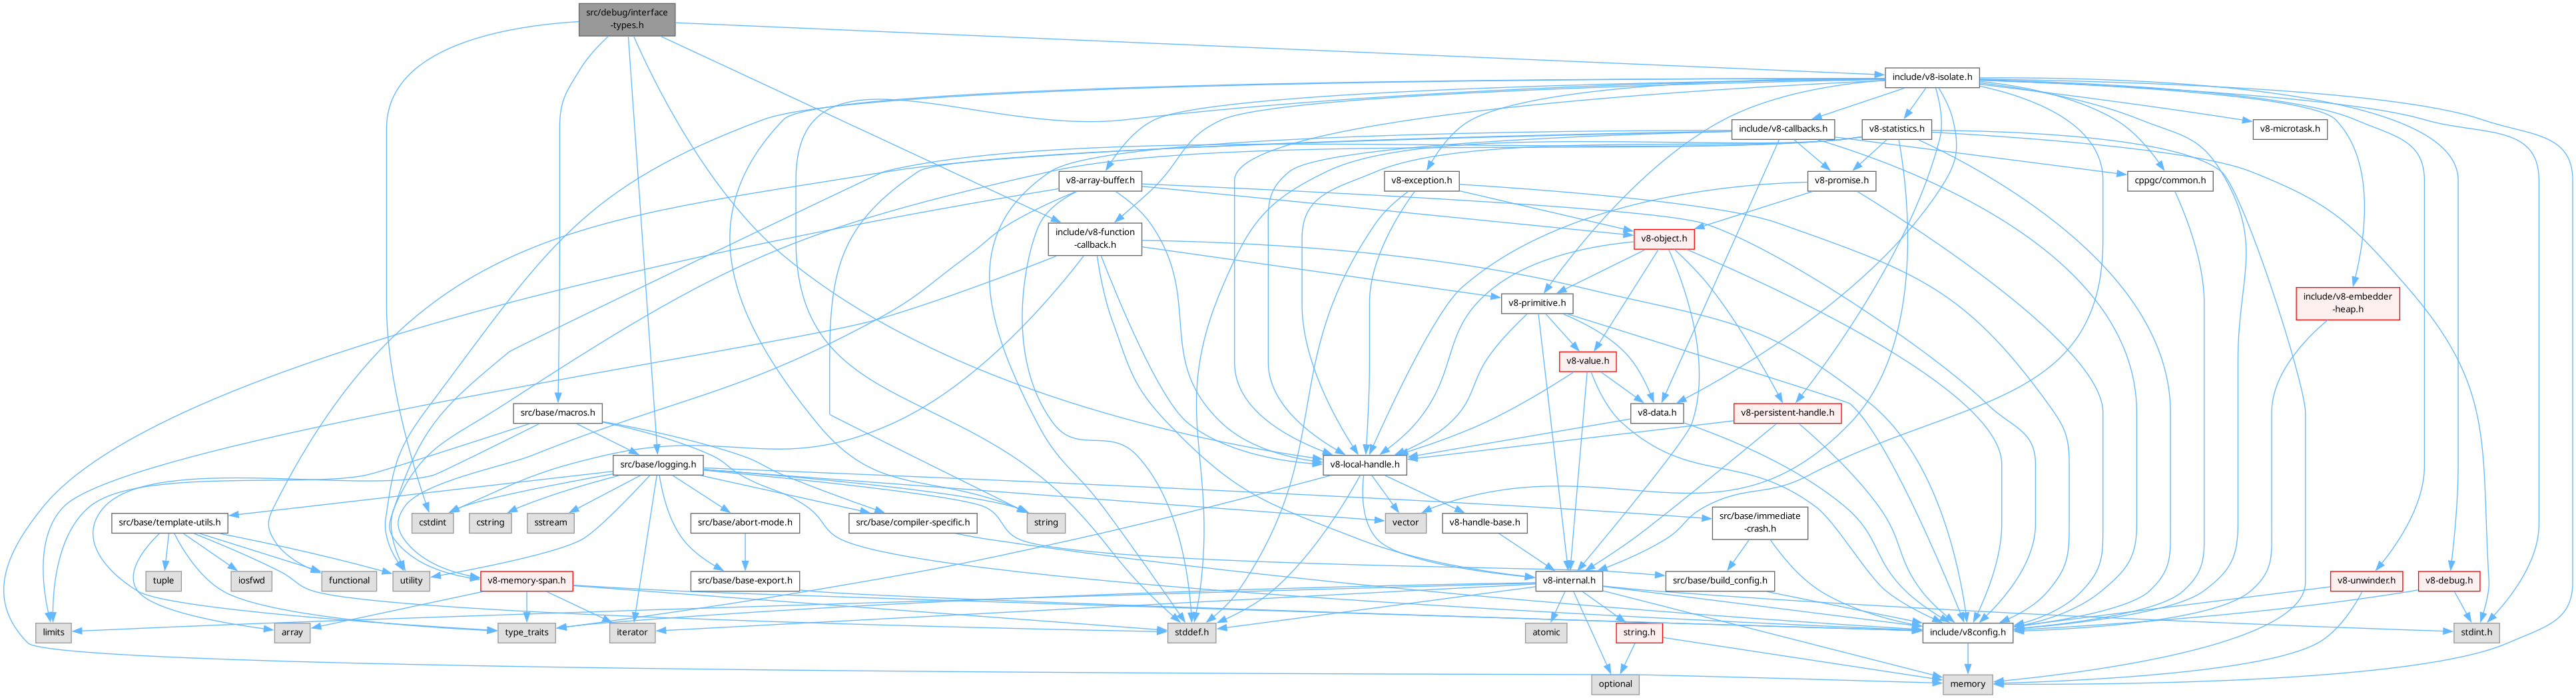 src/debug/interface
-types.h
include/v8-isolate.h
include/v8-callbacks.h
v8-statistics.h
v8-microtask.h
v8-array-buffer.h
v8-exception.h
v8-promise.h
cppgc/common.h
include/v8-function
-callback.h
v8-object.h
v8-primitive.h
include/v8-embedder
-heap.h
v8-value.h
src/base/macros.h
v8-data.h
v8-persistent-handle.h
src/base/logging.h
v8-local-handle.h
src/base/template-utils.h
cstdint
cstring
sstream
src/base/abort-mode.h
src/base/compiler-specific.h
string
vector
v8-handle-base.h
src/base/immediate
-crash.h
tuple
iosfwd
functional
utility
v8-memory-span.h
src/base/base-export.h
v8-internal.h
src/base/build_config.h
v8-unwinder.h
v8-debug.h
limits
array
type_traits
iterator
stddef.h
atomic
string.h
include/v8config.h
stdint.h
optional
memory